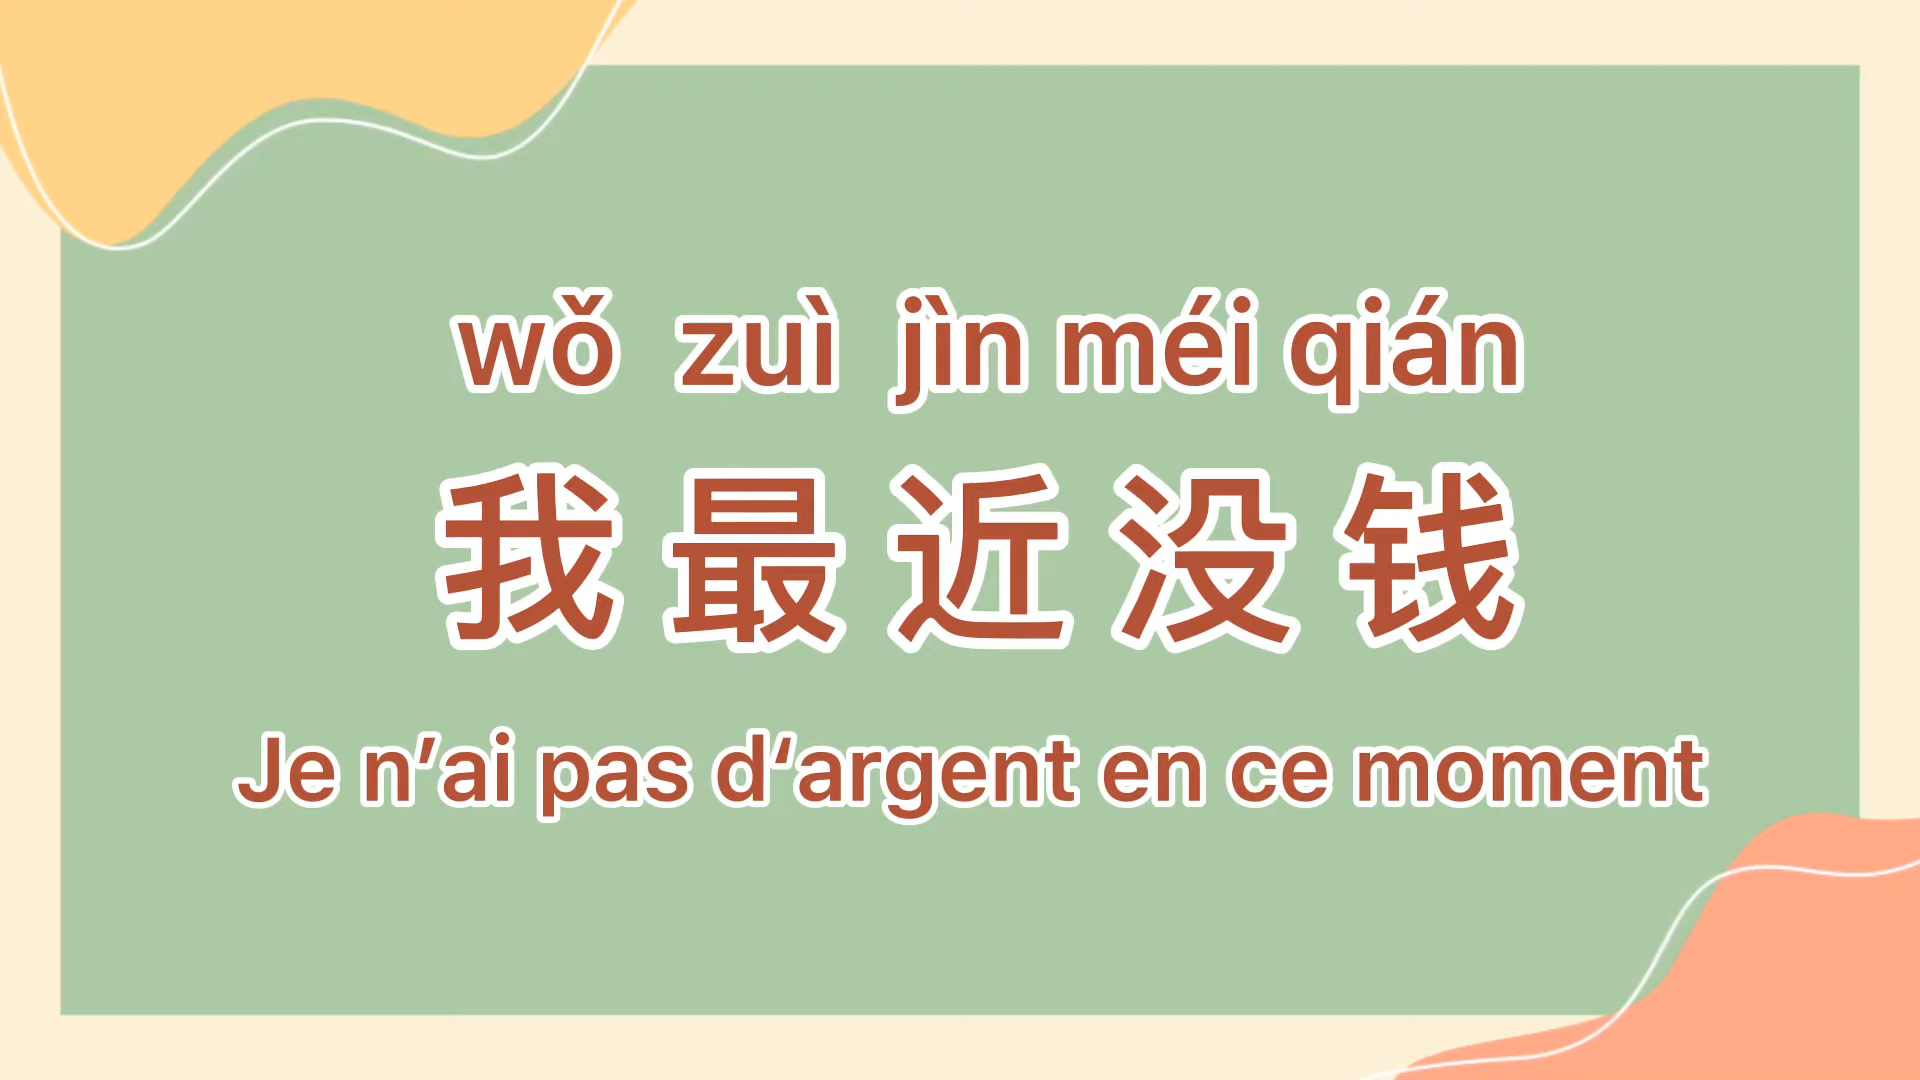 wǒ zuì jìn méi qián
我最近没钱
Je n’ai pas d‘argent en ce moment